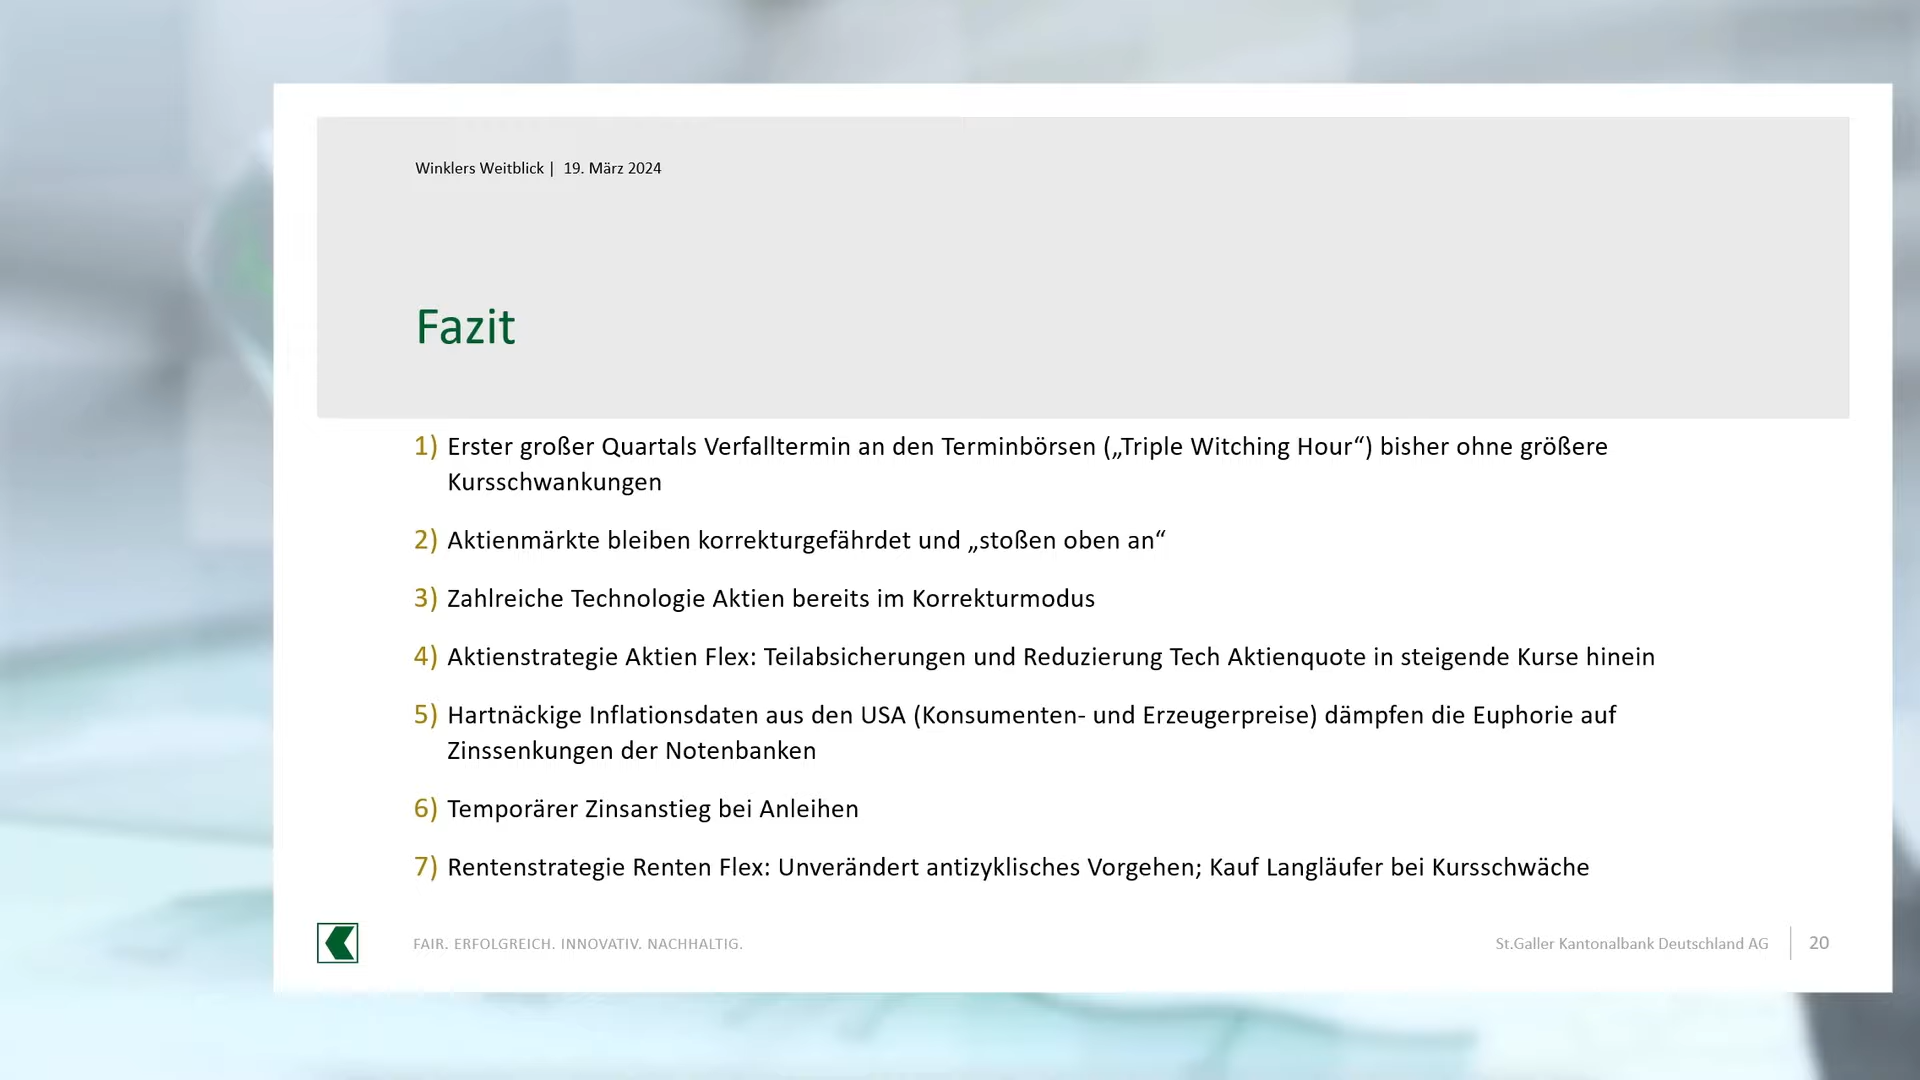 Winklers Weitblick | 19. März 2024
Fazit
1) Erster großer Quartals Verfalltermin an den Terminbörsen („Triple Witching Hour“) bisher ohne größere
Kursschwankungen
2) Aktienmärkte bleiben korrekturgefährdet und „stoßen oben an“
3) Zahlreiche Technologie Aktien bereits im Korrekturmodus
4) Aktienstrategie Aktien Flex: Teilabsicherungen und Reduzierung Tech Aktienquote in steigende Kurse hinein
5) Hartnäckige Inflationsdaten aus den USA (Konsumenten- und Erzeugerpreise) dämpfen die Euphorie auf
Zinssenkungen der Notenbanken
6) Temporärer Zinsanstieg bei Anleihen
7) Rentenstrategie Renten Flex: Unverändert antizyklisches Vorgehen; Kauf Langläufer bei Kursschwäche
FAIR. ERFOLGREICH. INNOVATIV. NACHHALTIG.
St.Galler Kantonalbank Deutschland AG | 20